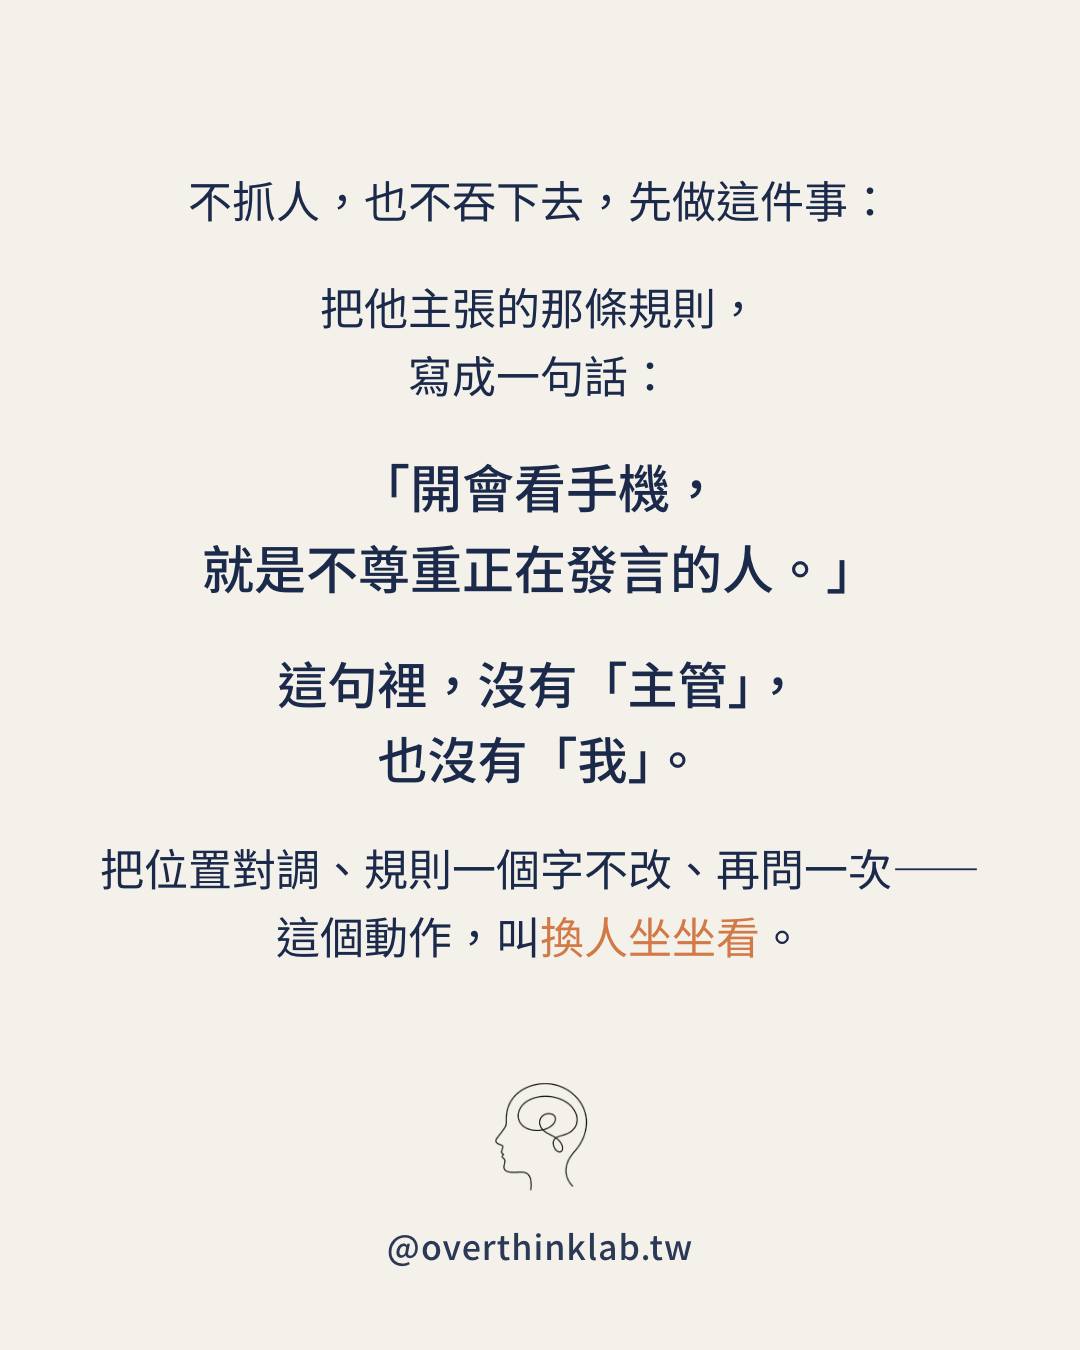 不抓人，也不吞下去，先做這件事：
把他主張的那條規則，
寫成一句話：
「開會看手機，
就是不尊重正在發言的人。」
這句裡，沒有「主管」，
也沒有「我」。
把位置對調、規則一個字不改、再問一次——
這個動作，叫換人坐坐看。
@overthinklab.tw